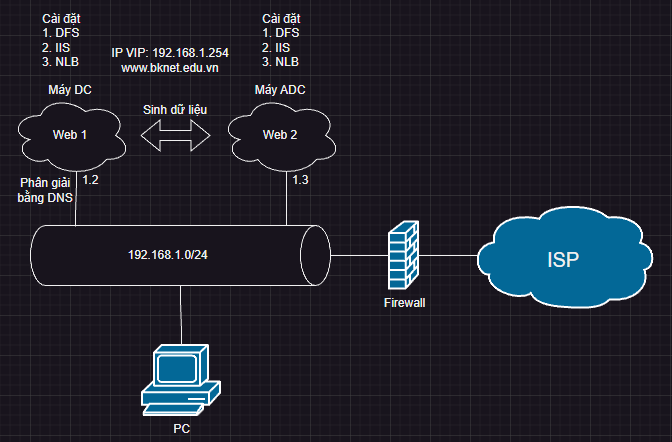 Cài đặt
1. DFS
2. IIS
3. NLB
Cài đặt
1. DFS
2. IIS
3. NLB
IP VIP: 192.168.1.254
www.bknet.edu.vn
Máy DC
Máy ADC
Web 1
Sinh dữ liệu
Web 2
Phân giải
bằng DNS
1.2
1.3
192.168.1.0/24
Firewall
ISP
PC